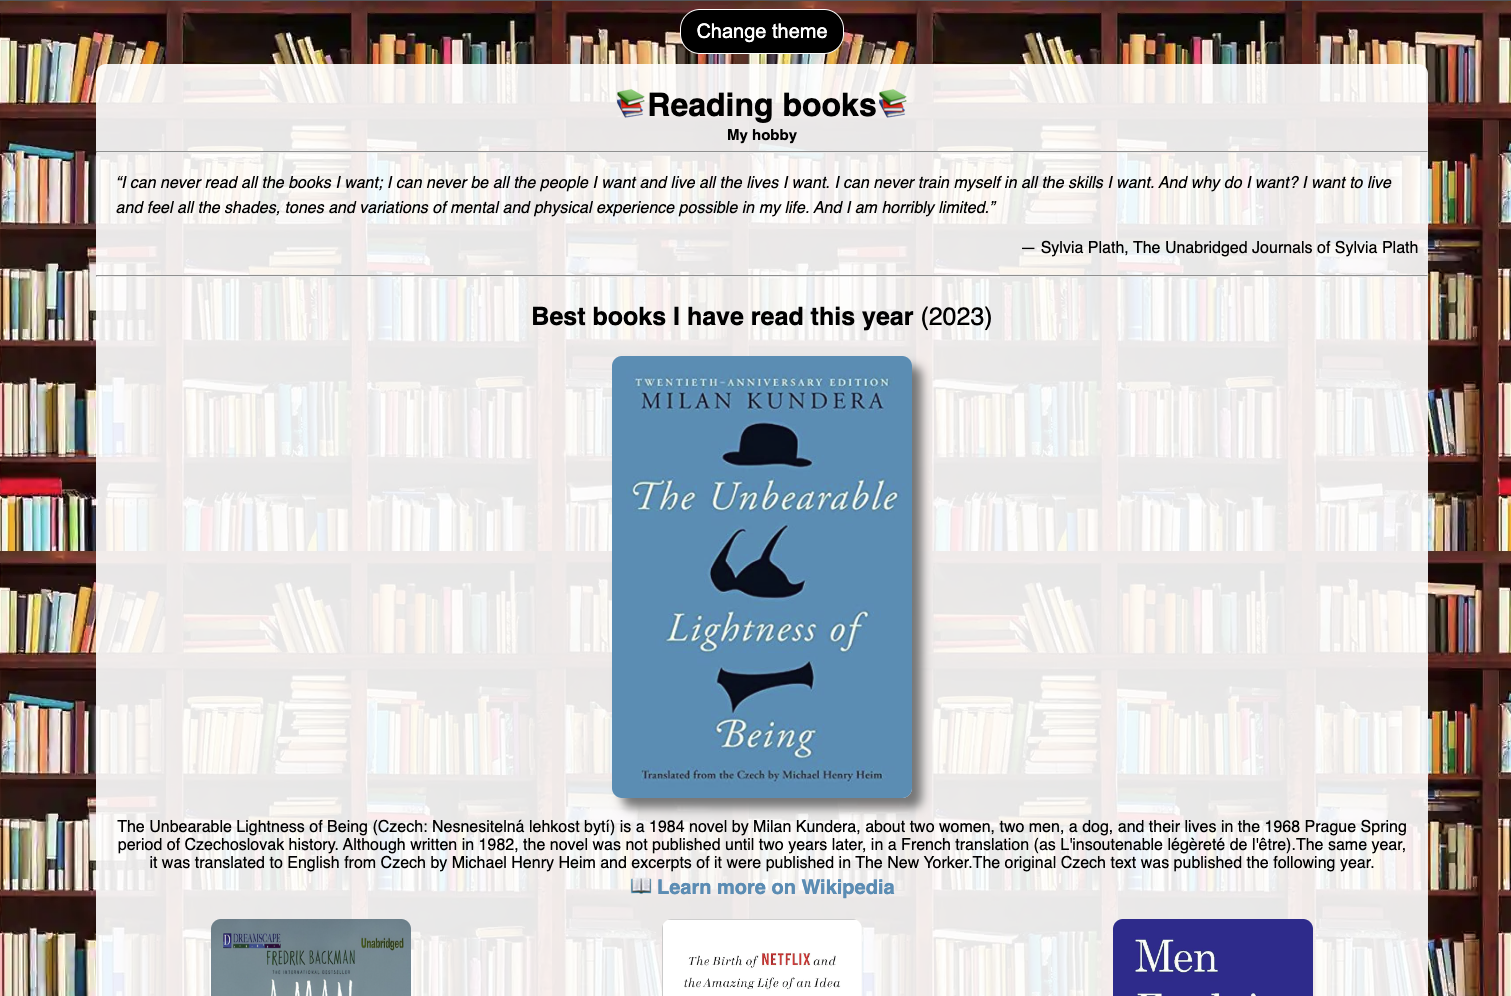 Change theme
📚Reading books📚
My hobby
“I can never read all the books I want; I can never be all the people I want and live all the lives I want. I can never train myself in all the skills I want. And why do I want? I want to live
and feel all the shades, tones and variations of mental and physical experience possible in my life. And I am horribly limited.”
— Sylvia Plath, The Unabridged Journals of Sylvia Plath
Best books I have read this year (2023)
TWENTIETH-ANNIVERSARY EDITION
MILAN KUNDERA
The Unbearable
Lightness of
Being
Translated from the Czech by Michael Henry Heim
The Unbearable Lightness of Being (Czech: Nesnesitelná lehkost bytí) is a 1984 novel by Milan Kundera, about two women, two men, a dog, and their lives in the 1968 Prague Spring
period of Czechoslovak history. Although written in 1982, the novel was not published until two years later, in a French translation (as L'insoutenable légèreté de l'être).The same year,
it was translated to English from Czech by Michael Henry Heim and excerpts of it were published in The New Yorker.The original Czech text was published the following year.
📖 Learn more on Wikipedia
DREAMSCAPE
Unabridged
FREDRIK BACKMAN
THE INTERNATIONAL BESTSELLER
A MAN
The Birth of NETFLIX and
the Amazing Life of an Idea
Men